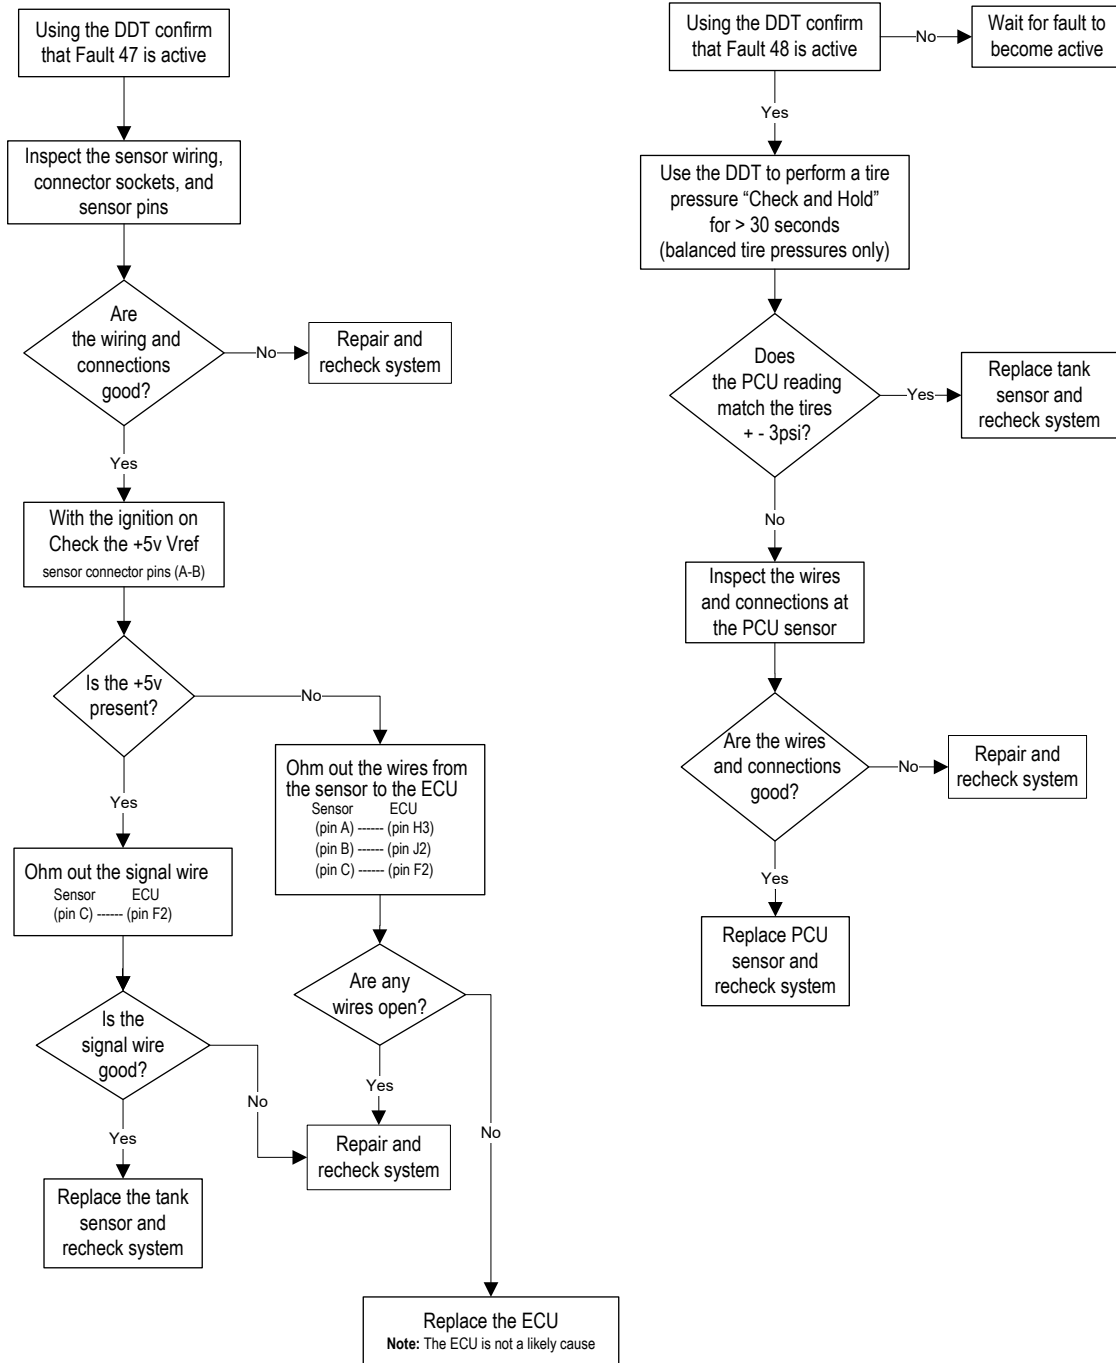 Using the DDT confirm
that Fault 47 is active
Inspect the sensor wiring,
connector sockets, and
sensor pins
Are
the wiring and
connections
good?
No
Repair and
recheck system
Yes
With the ignition on
Check the +5v Vref
sensor connector pins (A-B)
Is the +5v
present?
No
Yes
Ohm out the wires from
the sensor to the ECU
Sensor ECU
(pin A) ------ (pin H3)
(pin B) ------ (pin J2)
(pin C) ------ (pin F2)
Ohm out the signal wire
Sensor ECU
(pin C) ------ (pin F2)
Are any
wires open?
Is the
signal wire
good?
Yes
No
No
Yes
Repair and
recheck system
Replace the tank
sensor and
recheck system
Replace the ECU
Note: The ECU is not a likely cause
Using the DDT confirm
that Fault 48 is active
No
Wait for fault to
become active
Yes
Use the DDT to perform a tire
pressure “Check and Hold”
for > 30 seconds
(balanced tire pressures only)
Does
the PCU reading
match the tires
+ - 3psi?
Yes
Replace tank
sensor and
recheck system
No
Inspect the wires
and connections at
the PCU sensor
Are the wires
and connections
good?
No
Repair and
recheck system
Yes
Replace PCU
sensor and
recheck system